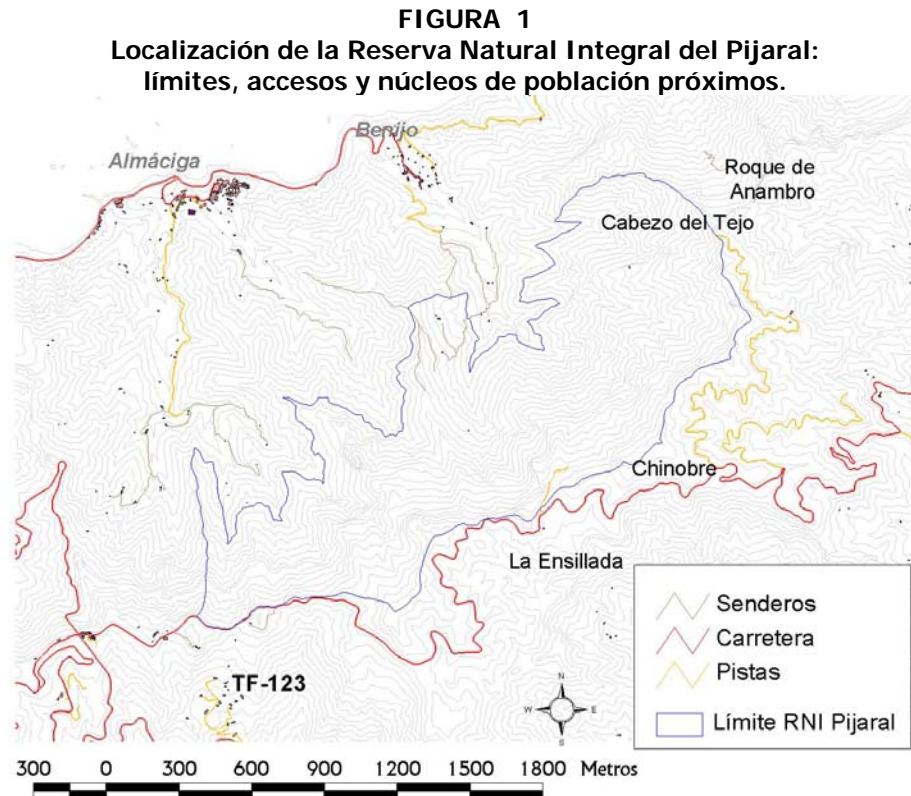 FIGURA 1
Localización de la Reserva Natural Integral del Pijaral:
límites, accesos y núcleos de población próximos.
Benijo
Almáciga
Roque de
Anambro
Cabezo del Tejo
Chinobre
La Ensillada
TF-123
N
W E
S
Senderos
Carretera
Pistas
Límite RNI Pijaral
300 0 300 600 900 1200 1500 1800 Metros